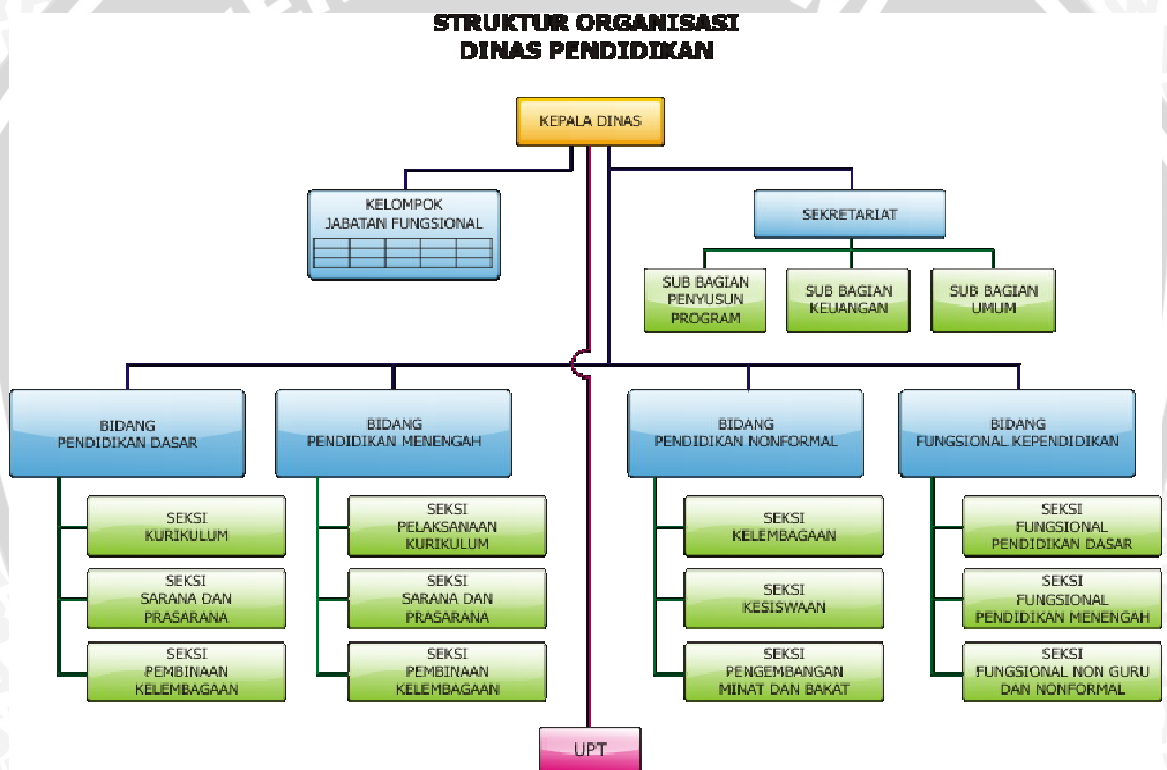 STRUKTUR ORGANISASI
DINAS PENDIDIKAN
KEPALA DINAS
KELOMPOK
JABATAN FUNGSIONAL
SEKRETARIAT
SUB BAGIAN
PENYUSUN
PROGRAM
SUB BAGIAN
KEUANGAN
SUB BAGIAN
UMUM
BIDANG
PENDIDIKAN DASAR
BIDANG
PENDIDIKAN MENENGAH
BIDANG
PENDIDIKAN NONFORMAL
BIDANG
FUNGSIONAL KEPENDIDIKAN
SEKSI
KURIKULUM
SEKSI
SARANA DAN
PRASARANA
SEKSI
PEMBINAAN
KELEMBAGAAN
SEKSI
PELAKSANAAN
KURIKULUM
SEKSI
SARANA DAN
PRASARANA
SEKSI
PEMBINAAN
KELEMBAGAAN
SEKSI
KELEMBAGAAN
SEKSI
KESISWAAN
SEKSI
PENGEMBANGAN
MINAT DAN BAKAT
SEKSI
FUNGSIONAL
PENDIDIKAN DASAR
SEKSI
FUNGSIONAL
PENDIDIKAN MENENGAH
SEKSI
FUNGSIONAL NON GURU
DAN NONFORMAL
UPT